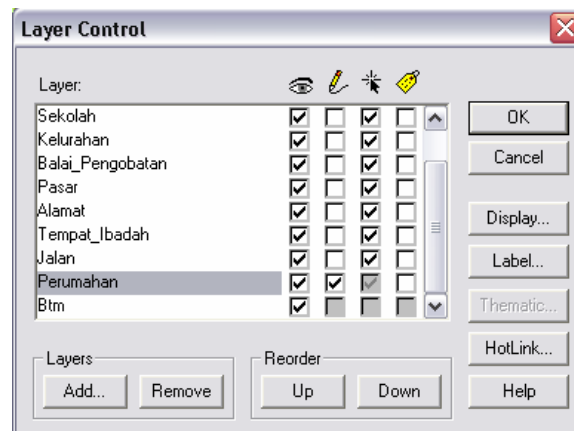 Layer Control
Layer:
Sekolah
Kelurahan
Balai_Pengobatan
Pasar
Alamat
Tempat_Ibadah
Jalan
Perumahan
Btm
OK
Cancel
Display...
Label...
Thematic...
HotLink...
Help
Layers
Add...
Remove
Reorder
Up
Down